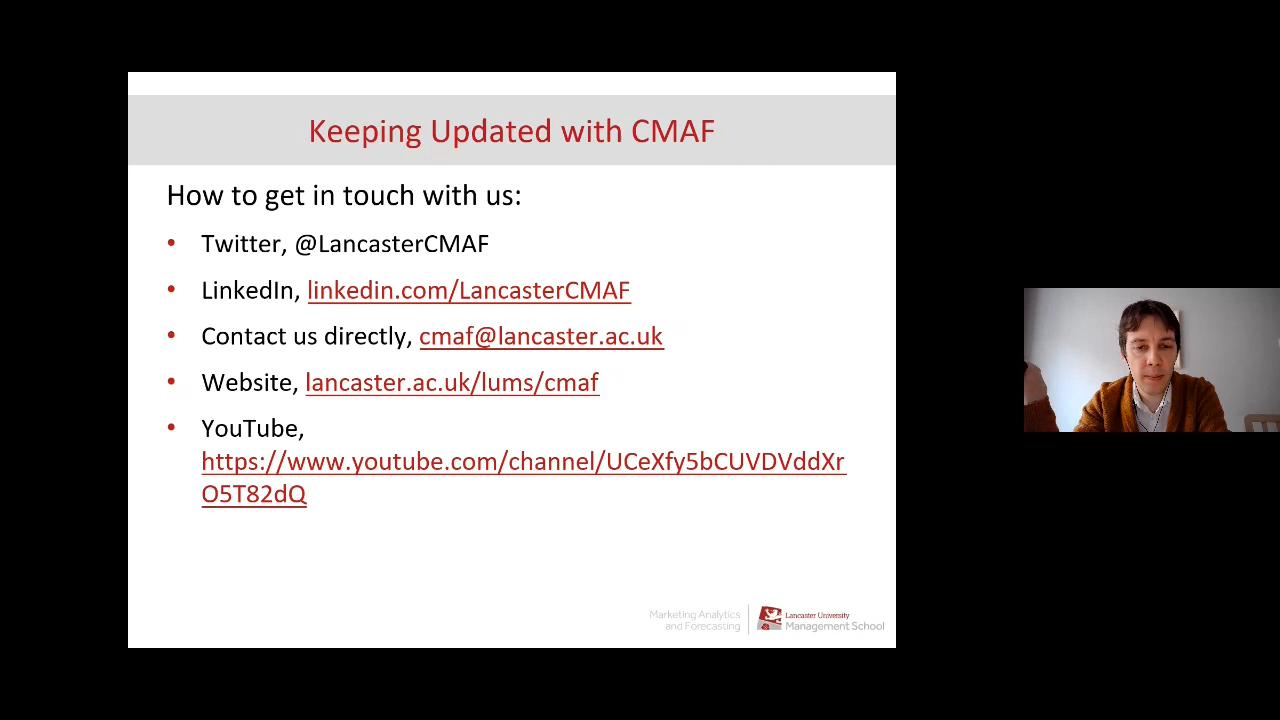 Keeping Updated with CMAF
How to get in touch with us:
• Twitter, @LancasterCMAF
• LinkedIn, linkedin.com/LancasterCMAF
• Contact us directly, cmaf@lancaster.ac.uk
• Website, lancaster.ac.uk/lums/cmaf
• YouTube,
https://www.youtube.com/channel/UCeXfy5bCUVDVddXr
O5T82dQ
Marketing Analytics
and Forecasting
Lancaster University
Management School